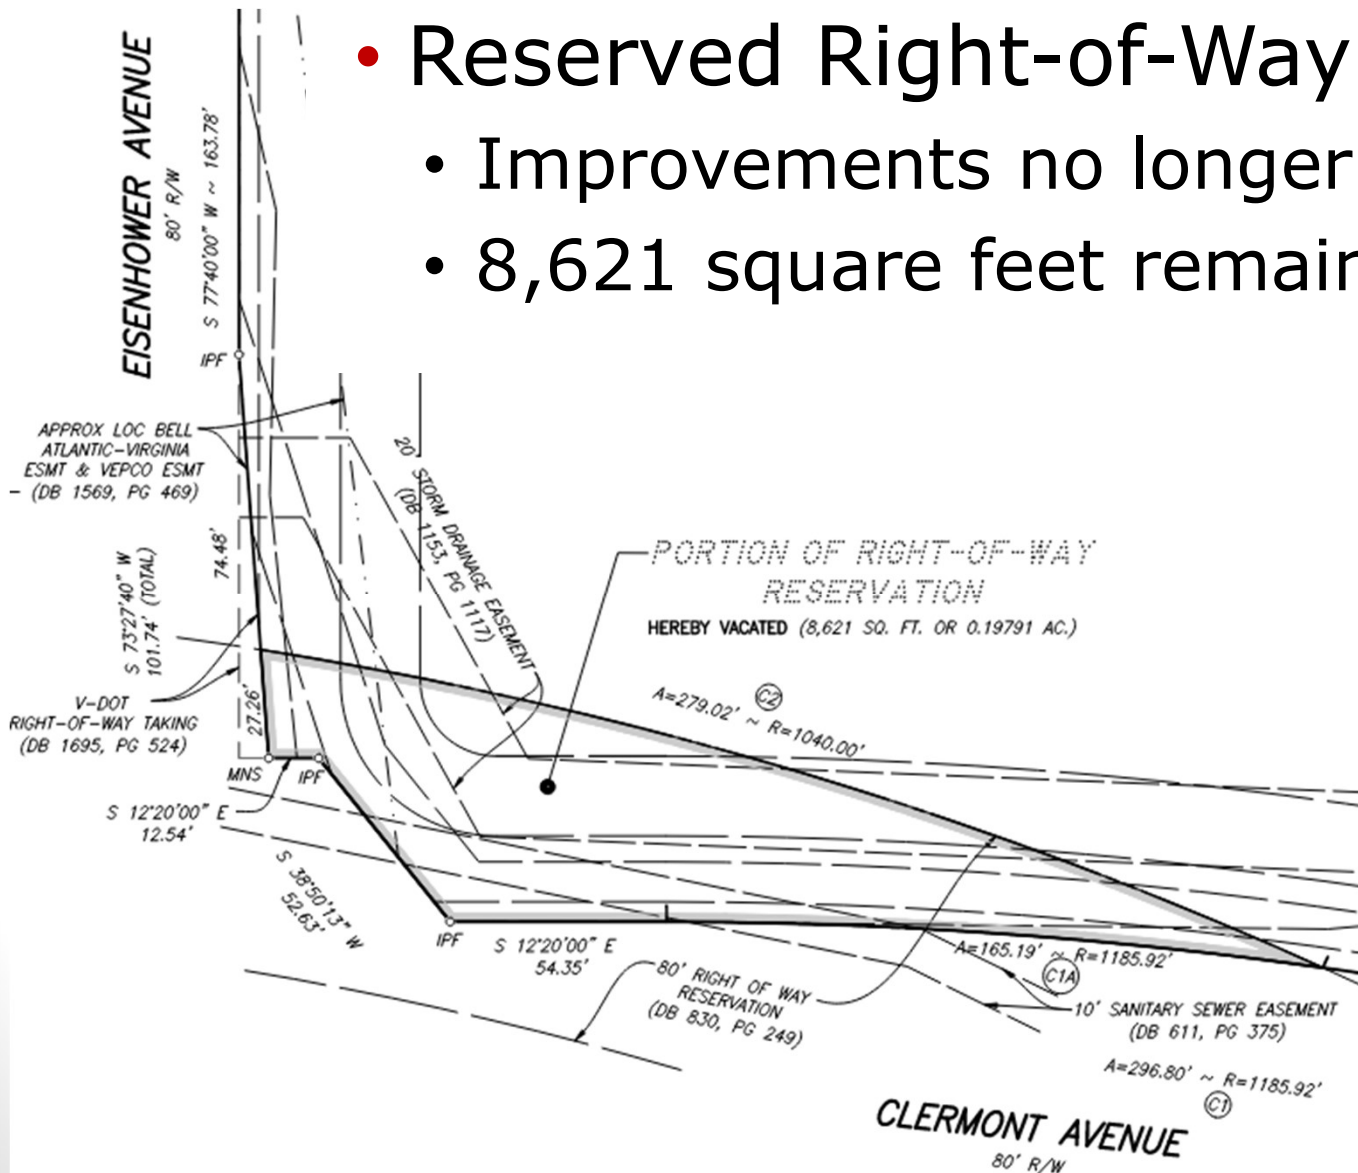 • Reserved Right-of-Way
• Improvements no longer
• 8,621 square feet remain
EISENHOWER AVENUE
80' R/W
S 77°40'00" W ~ 163.78'
IPF
APPROX LOC BELL
ATLANTIC-VIRGINIA
ESMT & VEPCO ESMT
- (DB 1569, PG 469)
20' STORM DRAINAGE EASEMENT
(DB 1153, PG 1117)
74.48'
S 73°27'40" W
101.74' (TOTAL)
PORTION OF RIGHT-OF-WAY
RESERVATION
HEREBY VACATED (8,621 SQ. FT. OR 0.19791 AC.)
V-DOT
RIGHT-OF-WAY TAKING
(DB 1695, PG 524)
27.26'
C2
A=279.02' ~ R=1040.00'
MNS
IPF
S 12°20'00" E
12.54'
S 38°50'13" W
52.63'
IPF
S 12°20'00" E
54.35'
80' RIGHT OF WAY
RESERVATION
(DB 830, PG 249)
A=165.19' ~ R=1185.92'
C1A
10' SANITARY SEWER EASEMENT
(DB 611, PG 375)
A=296.80' ~ R=1185.92'
C1
CLERMONT AVENUE
80' R/W